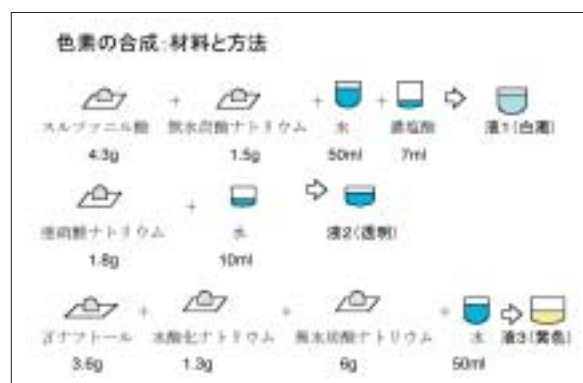 色素の合成:材料と方法
スルファニル酸 + 無水炭酸ナトリウム + 水 + 濃塩酸 液1(白濁)
4.3g 1.5g 50ml 7ml
亜硝酸ナトリウム + 水 液2(透明)
1.8g 10ml
ナフトール + 水酸化ナトリウム + 無水炭酸ナトリウム + 水 液3(黄色)
3.6g 1.3g 6g 50ml